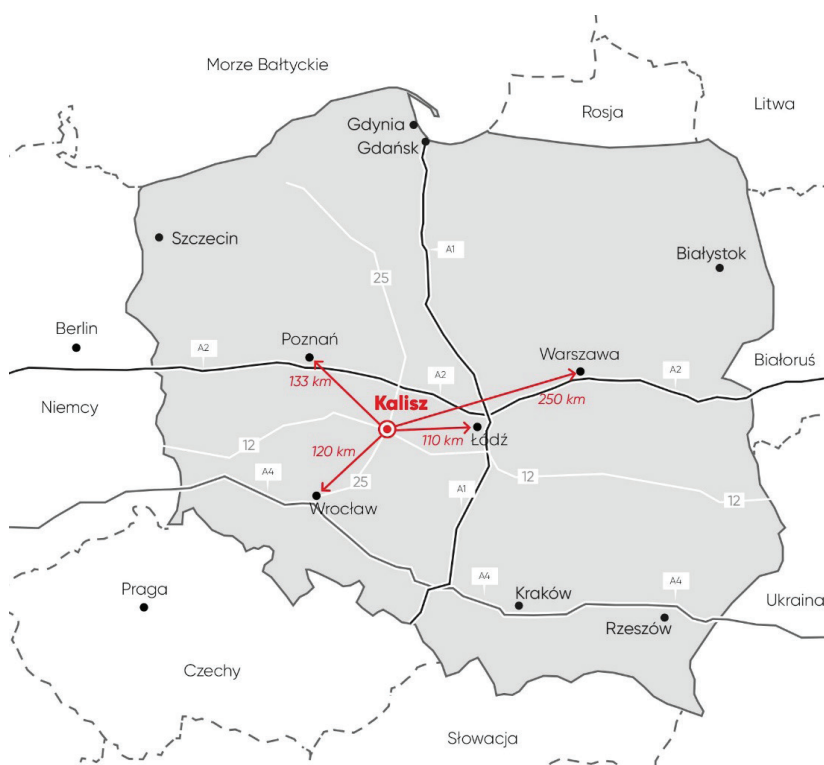 Morze Bałtyckie
Rosja
Litwa
Gdynia
Gdańsk
Szczecin
A1
Białystok
25
Berlin
Poznań
Warszawa
A2
A2
A2
Białoruś
133 km
250 km
Niemcy
Kalisz
12
120 km
110 km
Łódź
A4
25
A1
12
12
Wrocław
Praga
A4
Kraków
A4
Rzeszów
Ukraina
Czechy
Słowacja